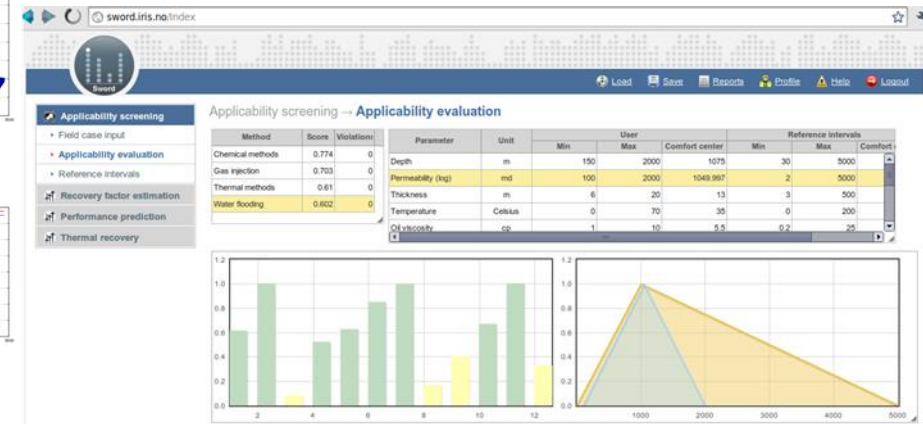 sword.iris.no/Index
Sword
Load Save Reports Profile Help Logout
Applicability screening
Field case input
Applicability evaluation
Reference intervals
Recovery factor estimation
Performance prediction
Thermal recovery
Applicability screening → Applicability evaluation
Method Score Violations
Chemical methods 0.774 0
Gas injection 0.703 0
Thermal methods 0.61 0
Water flooding 0.602 0
Parameter Unit User Reference intervals
Min Max Comfort center Min Max Comfort
Depth m 150 2000 1075 30 5000
Permeability (log) md 100 2000 1049.997 2 5000
Thickness m 6 20 13 3 500
Temperature Celsius 0 70 35 0 200
Oil viscosity cp 1 10 5.5 0.2 25
1.2
1.0
0.8
0.6
0.4
0.2
0.0
2 4 6 8 10 12
1.2
1.0
0.8
0.6
0.4
0.2
0.0
1000 2000 3000 4000 5000